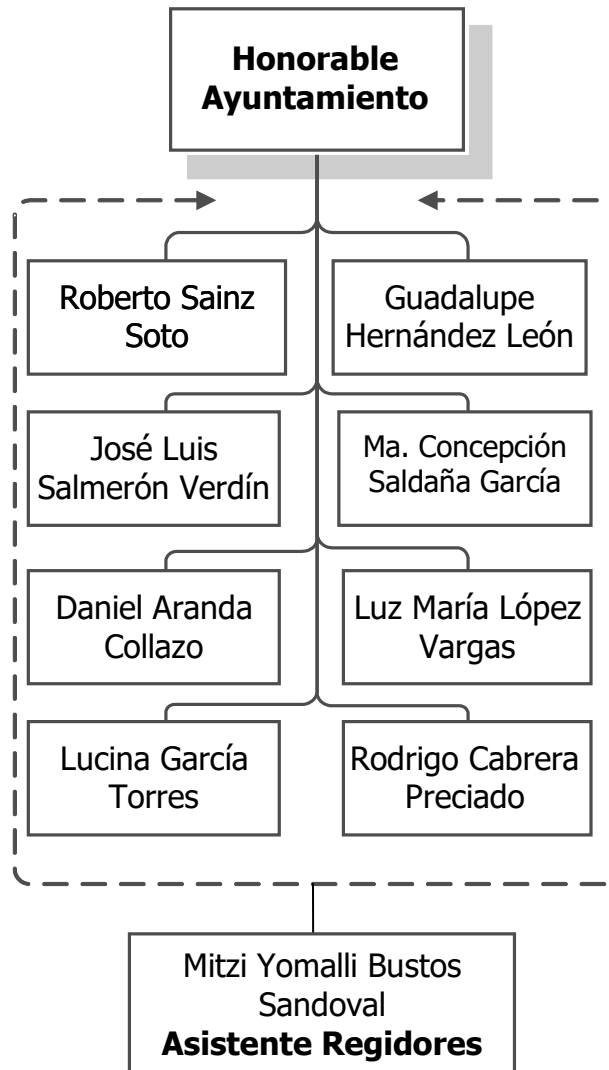 Honorable
Ayuntamiento
Roberto Sainz
Soto
Guadalupe
Hernández León
José Luis
Salmerón Verdín
Ma. Concepción
Saldaña García
Daniel Aranda
Collazo
Luz María López
Vargas
Lucina García
Torres
Rodrigo Cabrera
Preciado
Mitzi Yomalli Bustos
Sandoval
Asistente Regidores